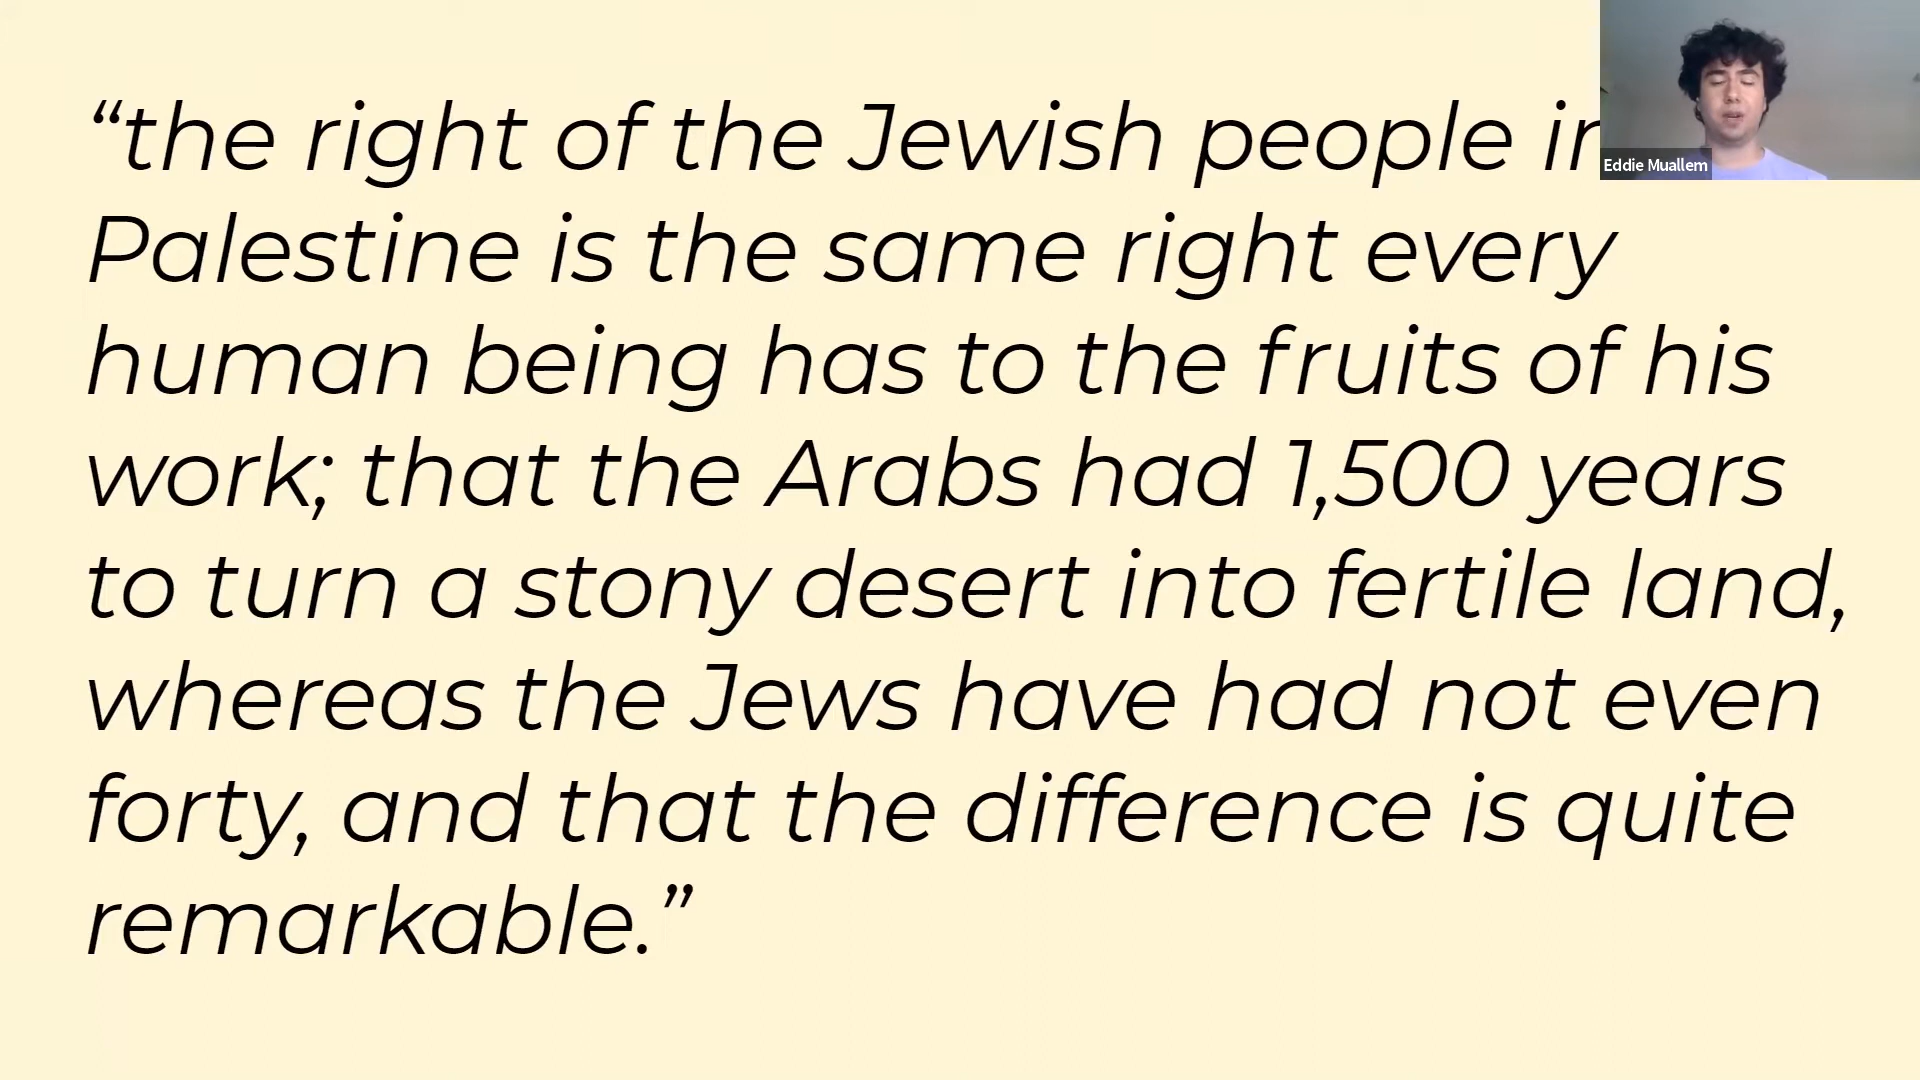 “the right of the Jewish people in
Palestine is the same right every
human being has to the fruits of his
work; that the Arabs had 1,500 years
to turn a stony desert into fertile land,
whereas the Jews have had not even
forty, and that the difference is quite
remarkable.”
Eddie Muallem